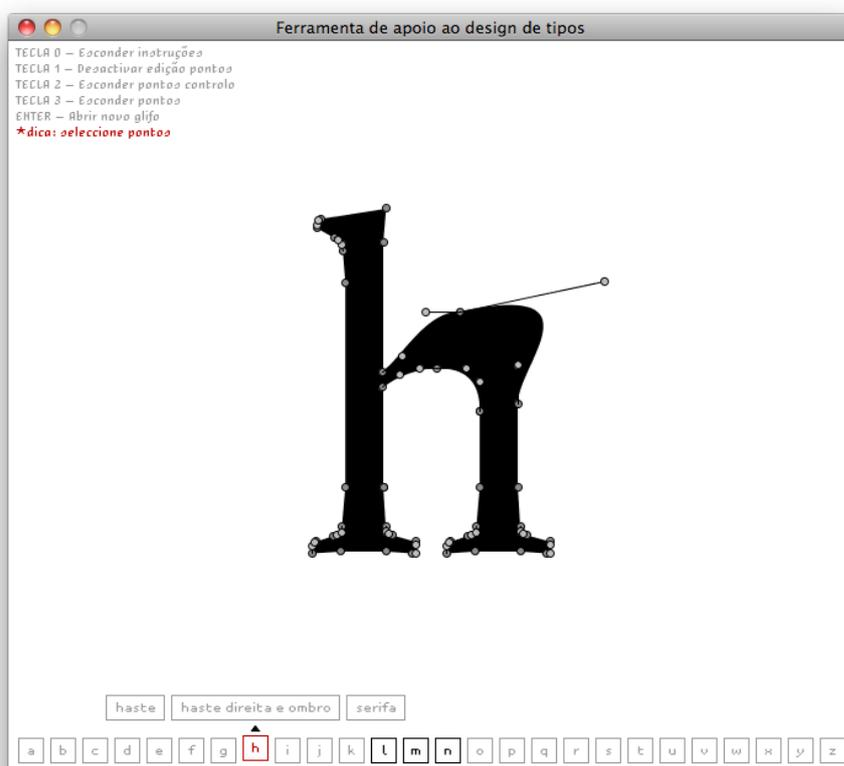 Ferramenta de apoio ao design de tipos
TECLA 0 – Esconder instruções
TECLA 1 – Desactivar edição pontos
TECLA 2 – Esconder pontos controlo
TECLA 3 – Esconder pontos
ENTER – Abrir novo glifo
*dica: seleccione pontos
h
haste haste direita e ombro serifa
a b c d e f g h i j k l m n o p q r s t u v w x y z